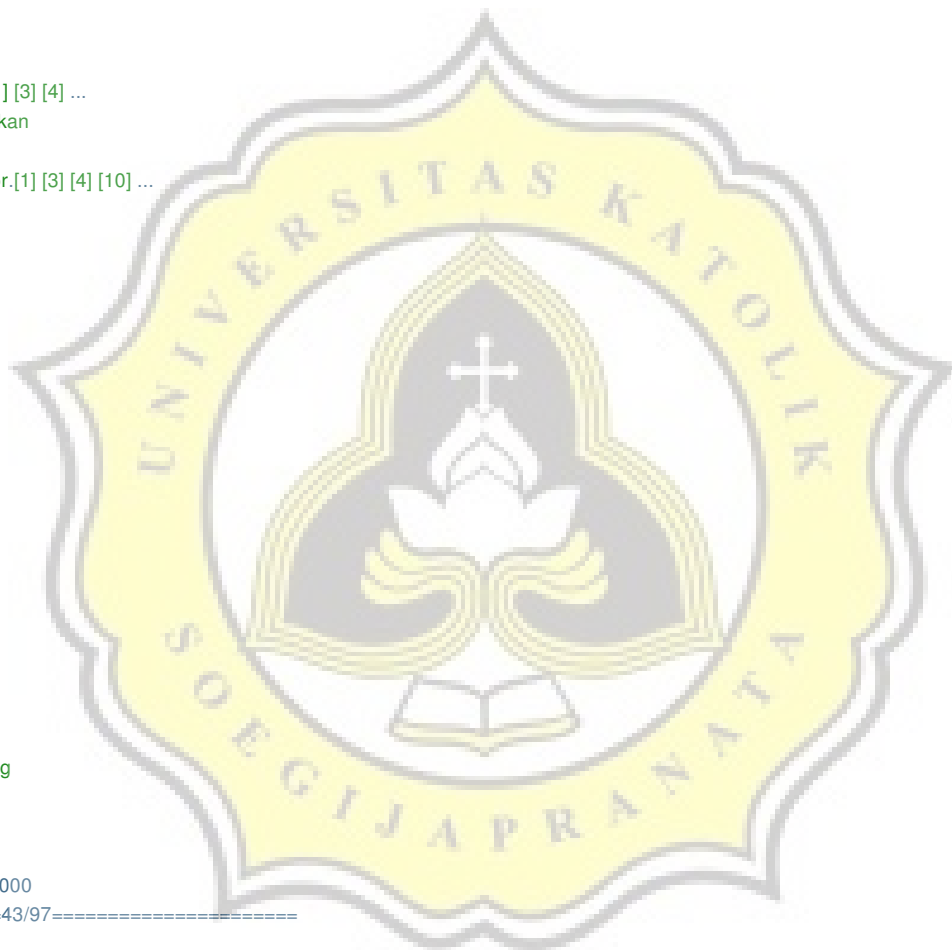 ] [3] [4] ...
kan
r.[1] [3] [4] [10] ...
UNIVERSITAS KATOLIK
SOEGIJAPRANATA
g
000
43/97======================